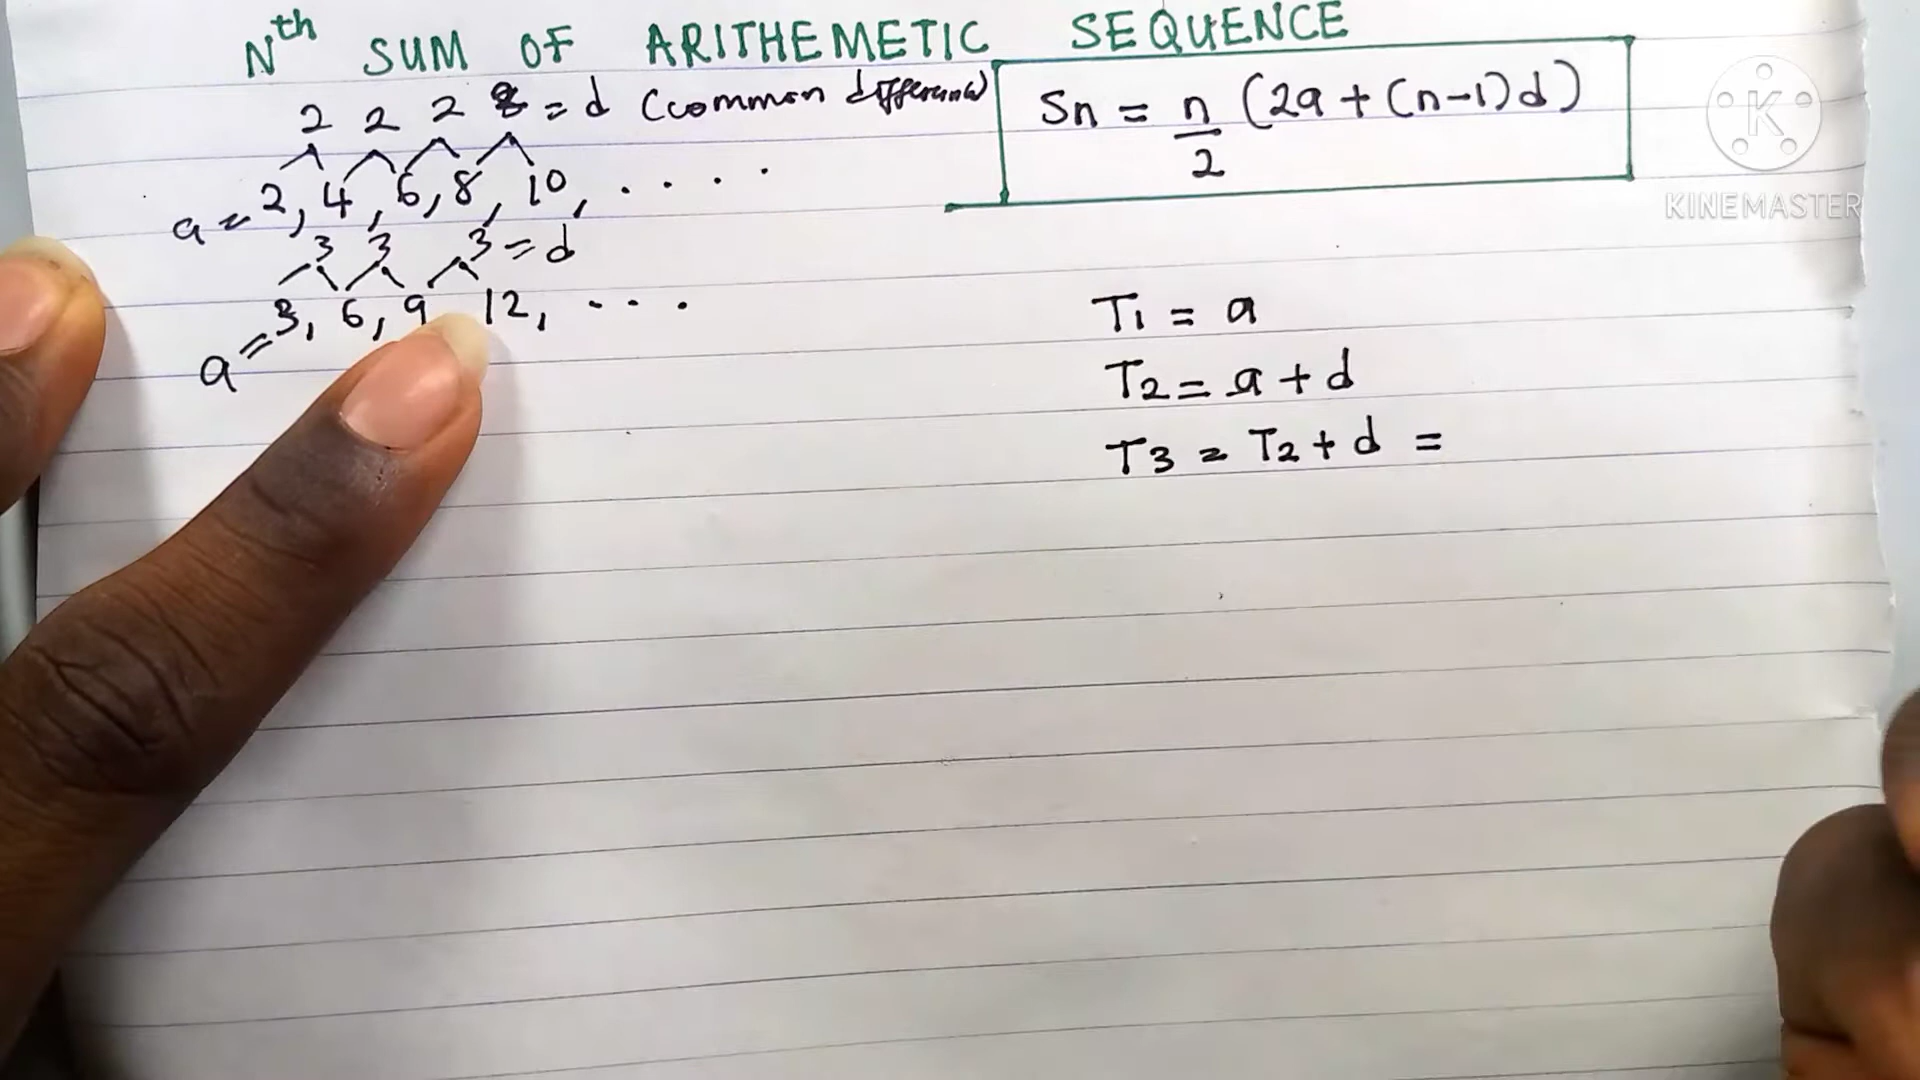 Nth SUM OF ARITHEMETIC SEQUENCE
2 2 2 2 = d (common difference)
a = 2, 4, 6, 8, 10, . . . .
3 3 3 = d
a = 3, 6, 9 12, . . .
Sn = n/2 (2a + (n-1)d)
T1 = a
T2 = a + d
T3 = T2 + d =
K
KINEMASTER